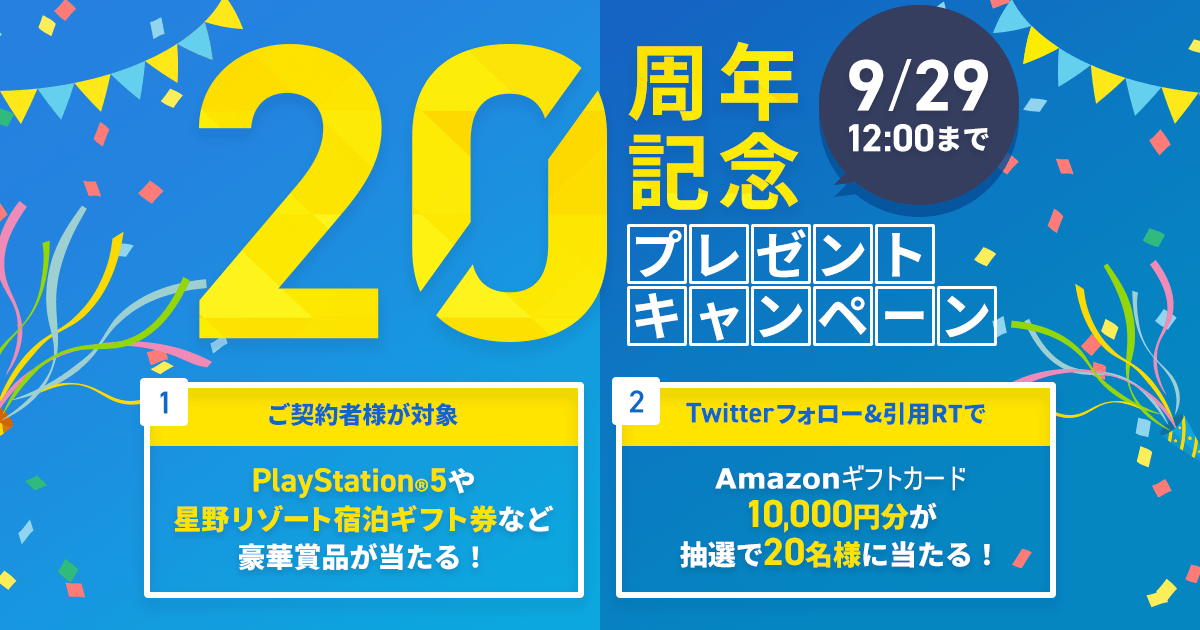 20
周年
記念
プレゼント
キャンペーン
9/29
12:00まで
1
ご契約者様が対象
PlayStation®5や
星野リゾート宿泊ギフト券など
豪華賞品が当たる！
2
Twitterフォロー&引用RTで
Amazonギフトカード
10,000円分が
抽選で20名様に当たる！